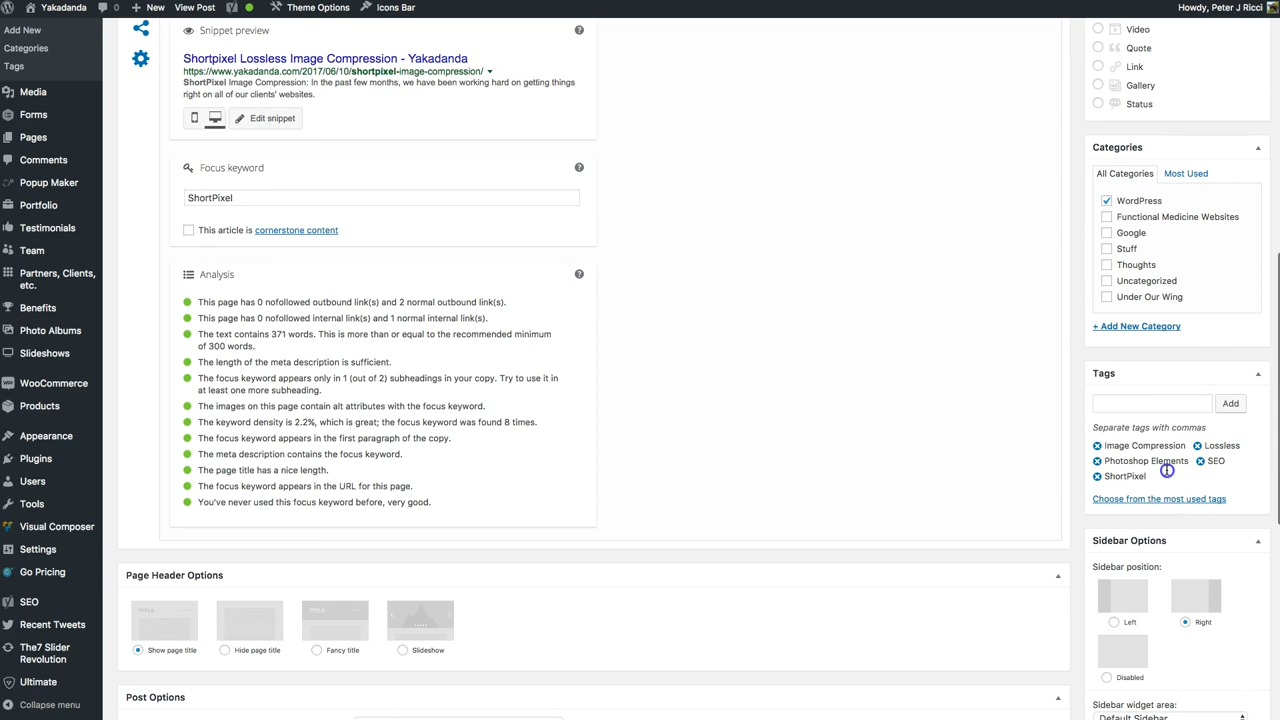 Yakadanda
0
New
View Post
Theme Options
Icons Bar
Howdy, Peter J Ricci
Add New
Categories
Tags
Media
Forms
Pages
Comments
Popup Maker
Portfolio
Testimonials
Team
Partners, Clients,
etc.
Benefits
Photo Albums
Slideshows
WooCommerce
Products
Appearance
Plugins
Users
Tools
Visual Composer
Settings
Go Pricing
SEO
Recent Tweets
The7 Slider
Revolution
Ultimate
Collapse menu
Snippet preview
Shortpixel Lossless Image Compression - Yakadanda
https://www.yakadanda.com/2017/06/10/shortpixel-image-compression/
ShortPixel Image Compression: In the past few months, we have been working hard on getting things
right on all of our clients' websites.
Edit snippet
Focus keyword
ShortPixel
This article is cornerstone content
Analysis
This page has 0 nofollowed outbound link(s) and 2 normal outbound link(s).
This page has 0 nofollowed internal link(s) and 1 normal internal link(s).
The text contains 371 words. This is more than or equal to the recommended minimum
of 300 words.
The length of the meta description is sufficient.
The focus keyword appears only in 1 (out of 2) subheadings in your copy. Try to use it in
at least one more subheading.
The images on this page contain alt attributes with the focus keyword.
The keyword density is 2.2%, which is great; the focus keyword was found 8 times.
The focus keyword appears in the first paragraph of the copy.
The meta description contains the focus keyword.
The page title has a nice length.
The focus keyword appears in the URL for this page.
You've never used this focus keyword before, very good.
Page Header Options
TITLE
TITLE
Show page title
Hide page title
Fancy title
Slideshow
Post Options
Video
Quote
Link
Gallery
Status
Categories
All Categories
Most Used
WordPress
Functional Medicine Websites
Google
Stuff
Thoughts
Uncategorized
Under Our Wing
+ Add New Category
Tags
Add
Separate tags with commas
Image Compression
Lossless
Photoshop Elements
SEO
ShortPixel
Choose from the most used tags
Sidebar Options
Sidebar position:
Left
Right
Disabled
Sidebar widget area:
Default Sidebar